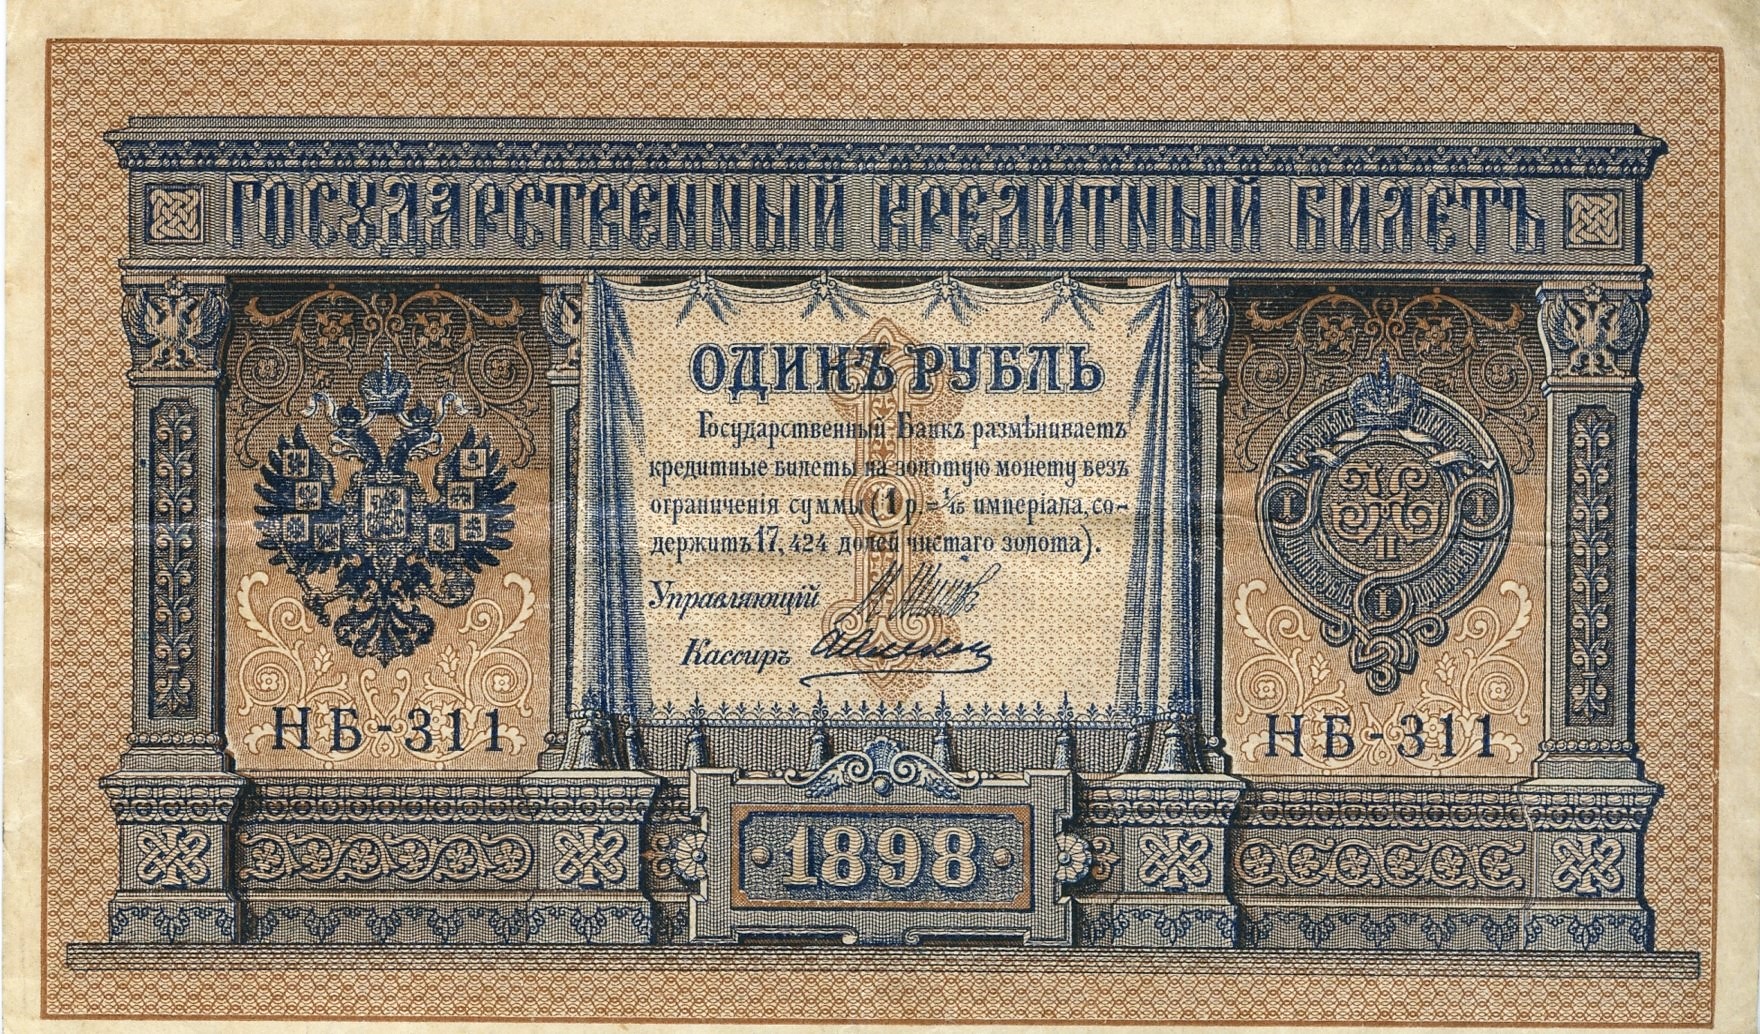 ГОСУДАРСТВЕННЫЙ КРЕДИТНЫЙ БИЛЕТЪ
ОДИНЪ РУБЛЬ
Государственный Банкъ размѣниваетъ
кредитные билеты на золотую монету безъ
ограниченія суммы (1 р. = 1/15 имперіала, со-
держитъ 17,424 долей чистаго золота).
Управляющій
Кассиръ
I I
II
I
НБ-311 НБ-311
1898